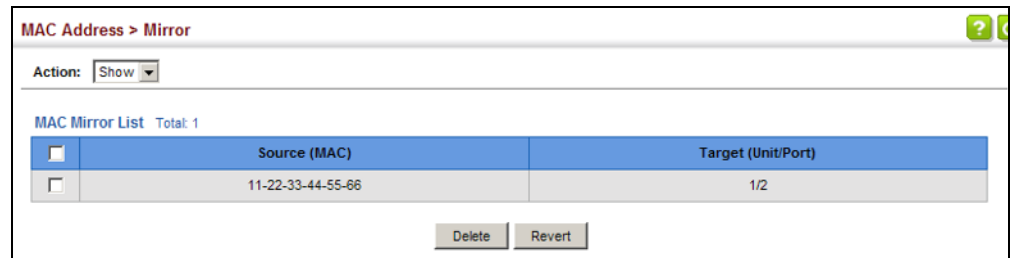 MAC Address > Mirror
?
Action: Show
MAC Mirror List Total: 1
Source (MAC) Target (Unit/Port)
11-22-33-44-55-66 1/2
Delete Revert